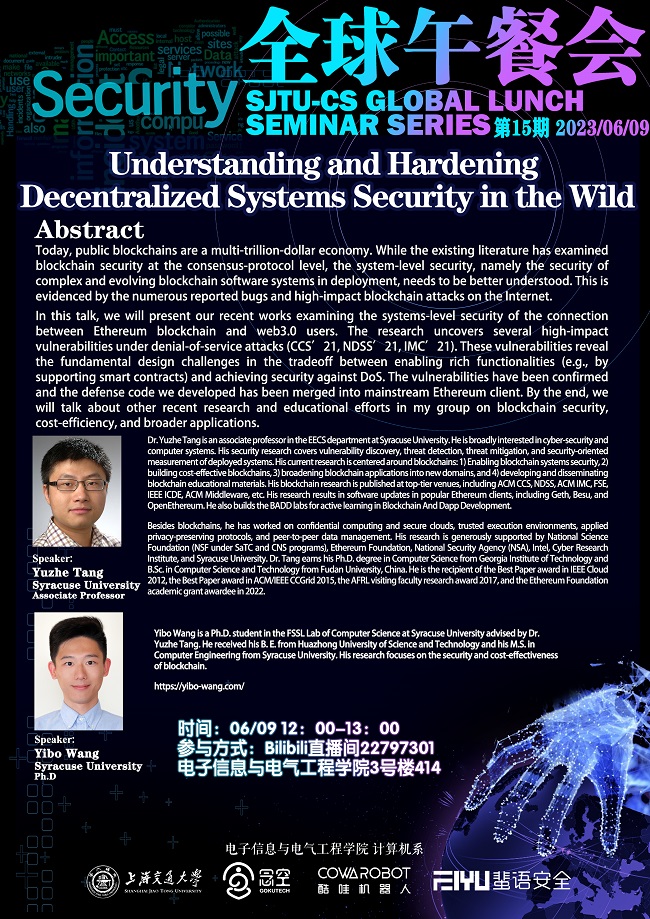 Access
important
services
possible
sites
Data
use
Security
network
also
compu
information
全球午餐会
SJTU-CS GLOBAL LUNCH
SEMINAR SERIES 第15期 2023/06/09
Understanding and Hardening
Decentralized Systems Security in the Wild
Abstract
Today, public blockchains are a multi-trillion-dollar economy. While the existing literature has examined
blockchain security at the consensus-protocol level, the system-level security, namely the security of
complex and evolving blockchain software systems in deployment, needs to be better understood. This is
evidenced by the numerous reported bugs and high-impact blockchain attacks on the Internet.
In this talk, we will present our recent works examining the systems-level security of the connection
between Ethereum blockchain and web3.0 users. The research uncovers several high-impact
vulnerabilities under denial-of-service attacks (CCS’21, NDSS’21, IMC’21). These vulnerabilities reveal
the fundamental design challenges in the tradeoff between enabling rich functionalities (e.g., by
supporting smart contracts) and achieving security against DoS. The vulnerabilities have been confirmed
and the defense code we developed has been merged into mainstream Ethereum client. By the end, we
will talk about other recent research and educational efforts in my group on blockchain security,
cost-efficiency, and broader applications.
Dr. Yuzhe Tang is an associate professor in the EECS department at Syracuse University. He is broadly interested in cyber-security and
computer systems. His security research covers vulnerability discovery, threat detection, threat mitigation, and security-oriented
measurement of deployed systems. His current research is centered around blockchains: 1) Enabling blockchain systems security, 2)
building cost-effective blockchains, 3) broadening blockchain applications into new domains, and 4) developing and disseminating
blockchain educational materials. His blockchain research is published at top-tier venues, including ACM CCS, NDSS, ACM IMC, FSE,
IEEE ICDE, ACM Middleware, etc. His research results in software updates in popular Ethereum clients, including Geth, Besu, and
OpenEthereum. He also builds the BADD labs for active learning in Blockchain And Dapp Development.
Besides blockchains, he has worked on confidential computing and secure clouds, trusted execution environments, applied
privacy-preserving protocols, and peer-to-peer data management. His research is generously supported by National Science
Foundation (NSF under SaTC and CNS programs), Ethereum Foundation, National Security Agency (NSA), Intel, Cyber Research
Institute, and Syracuse University. Dr. Tang earns his Ph.D. degree in Computer Science from Georgia Institute of Technology and
B.Sc. in Computer Science and Technology from Fudan University, China. He is the recipient of the Best Paper award in IEEE Cloud
2012, the Best Paper award in ACM/IEEE CCGrid 2015, the AFRL visiting faculty research award 2017, and the Ethereum Foundation
academic grant awardee in 2022.
Speaker:
Yuzhe Tang
Syracuse University
Associate Professor
Yibo Wang is a Ph.D. student in the FSSL Lab of Computer Science at Syracuse University advised by Dr.
Yuzhe Tang. He received his B. E. from Huazhong University of Science and Technology and his M.S. in
Computer Engineering from Syracuse University. His research focuses on the security and cost-effectiveness
of blockchain.
https://yibo-wang.com/
Speaker:
Yibo Wang
Syracuse University
Ph.D
时间：06/09 12：00-13：00
参与方式：Bilibili直播间22797301
电子信息与电气工程学院3号楼414
电子信息与电气工程学院 计算机系
上海交通大学
SHANGHAI JIAO TONG UNIVERSITY
念空
GOKUTECH
COWAROBOT
酷哇机器人
FIYU 蜚语安全